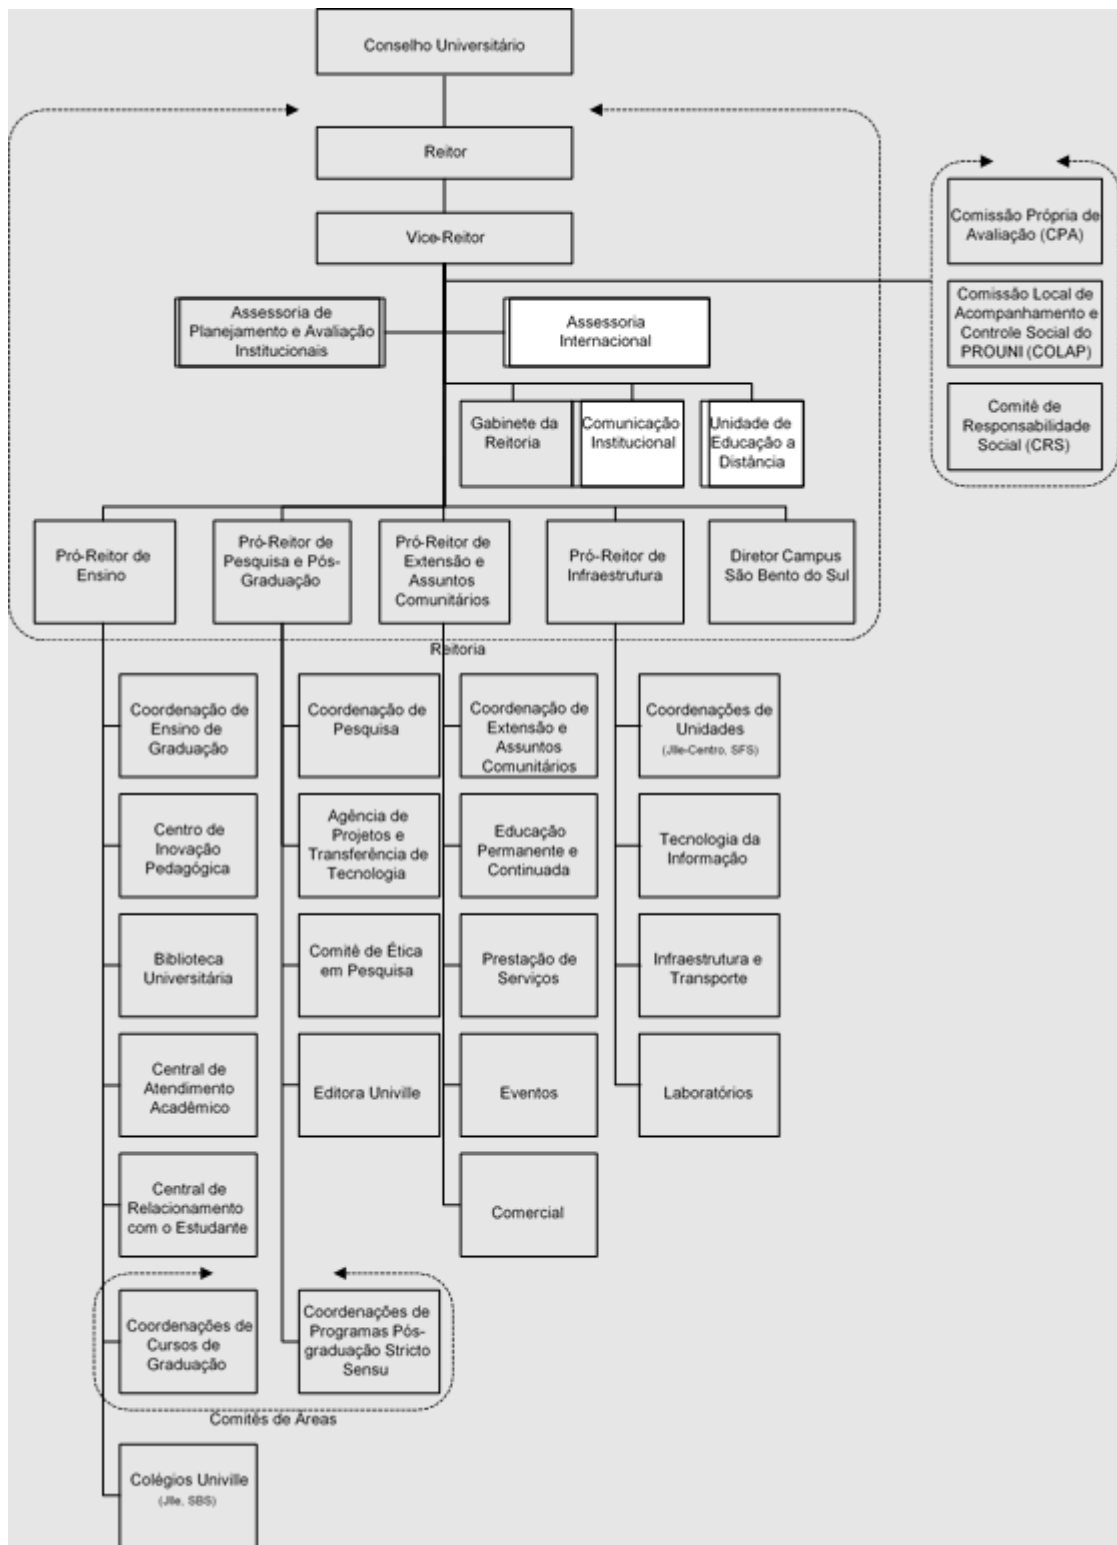 Conselho Universitário
Reitor
Vice-Reitor
Comissão Própria de
Avaliação (CPA)
Comissão Local de
Acompanhamento e
Controle Social do
PROUNI (COLAP)
Comitê de
Responsabilidade
Social (CRS)
Assessoria de
Planejamento e Avaliação
Institucionais
Assessoria
Internacional
Gabinete da
Reitoria
Comunicação
Institucional
Unidade de
Educação a
Distância
Pró-Reitor de
Ensino
Pró-Reitor de
Pesquisa e Pós-
Graduação
Pró-Reitor de
Extensão e
Assuntos
Comunitários
Pró-Reitor de
Infraestrutura
Diretor Campus
São Bento do Sul
Reitoria
Coordenação de
Ensino de
Graduação
Coordenação de
Pesquisa
Coordenação de
Extensão e
Assuntos
Comunitários
Coordenações de
Unidades
(Jlle-Centro, SFS)
Centro de
Inovação
Pedagógica
Agência de
Projetos e
Transferência de
Tecnologia
Educação
Permanente e
Continuada
Tecnologia da
Informação
Biblioteca
Universitária
Comitê de Ética
em Pesquisa
Prestação de
Serviços
Infraestrutura e
Transporte
Central de
Atendimento
Acadêmico
Editora Univille
Eventos
Laboratórios
Central de
Relacionamento
com o Estudante
Comercial
Coordenações de
Cursos de
Graduação
Coordenações de
Programas Pós-
graduação Stricto
Sensu
Comitês de Áreas
Colégios Univille
(Jlle, SBS)